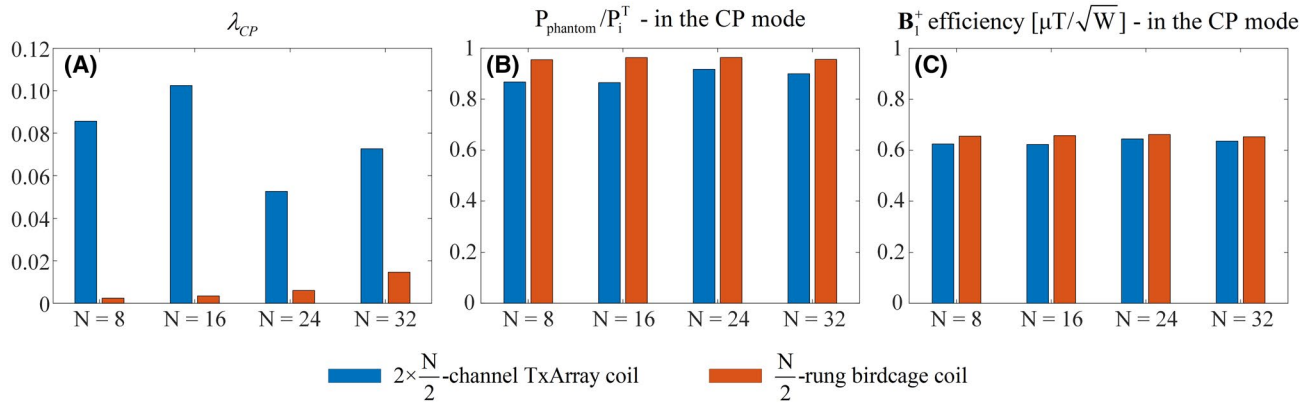 λ_CP
P_phantom/P_i^T - in the CP mode
B_1^+ efficiency [μT/√W] - in the CP mode
(A)
0.12
0.10
0.08
0.06
0.04
0.02
0
N = 8 N = 16 N = 24 N = 32
(B)
1
0.8
0.6
0.4
0.2
0
N = 8 N = 16 N = 24 N = 32
(C)
1
0.8
0.6
0.4
0.2
0
N = 8 N = 16 N = 24 N = 32
2×N/2-channel TxArray coil
N/2-rung birdcage coil